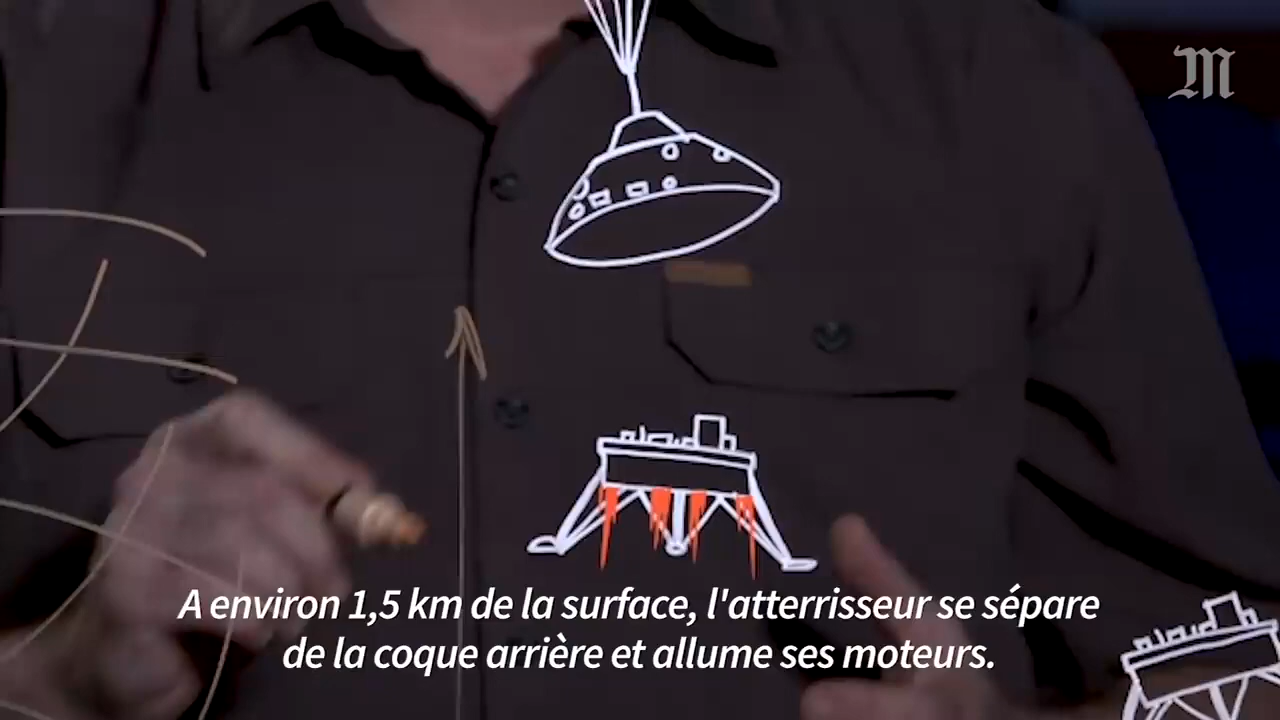 M
A environ 1,5 km de la surface, l'atterrisseur se sépare
de la coque arrière et allume ses moteurs.